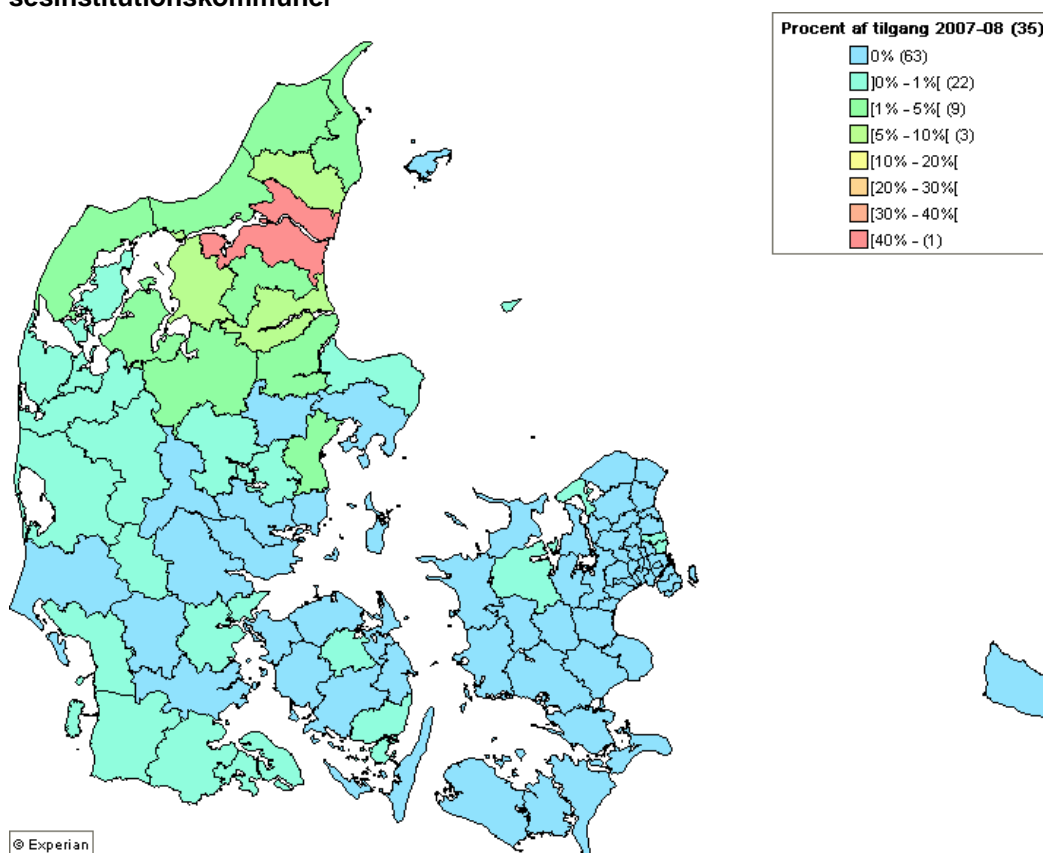 sesinstitutionskommuner
Procent af tilgang 2007-08 (35)
0% (63)
]0% - 1%[ (22)
[1% - 5%[ (9)
[5% - 10%[ (3)
[10% - 20%[
[20% - 30%[
[30% - 40%[
[40% - (1)
© Experian